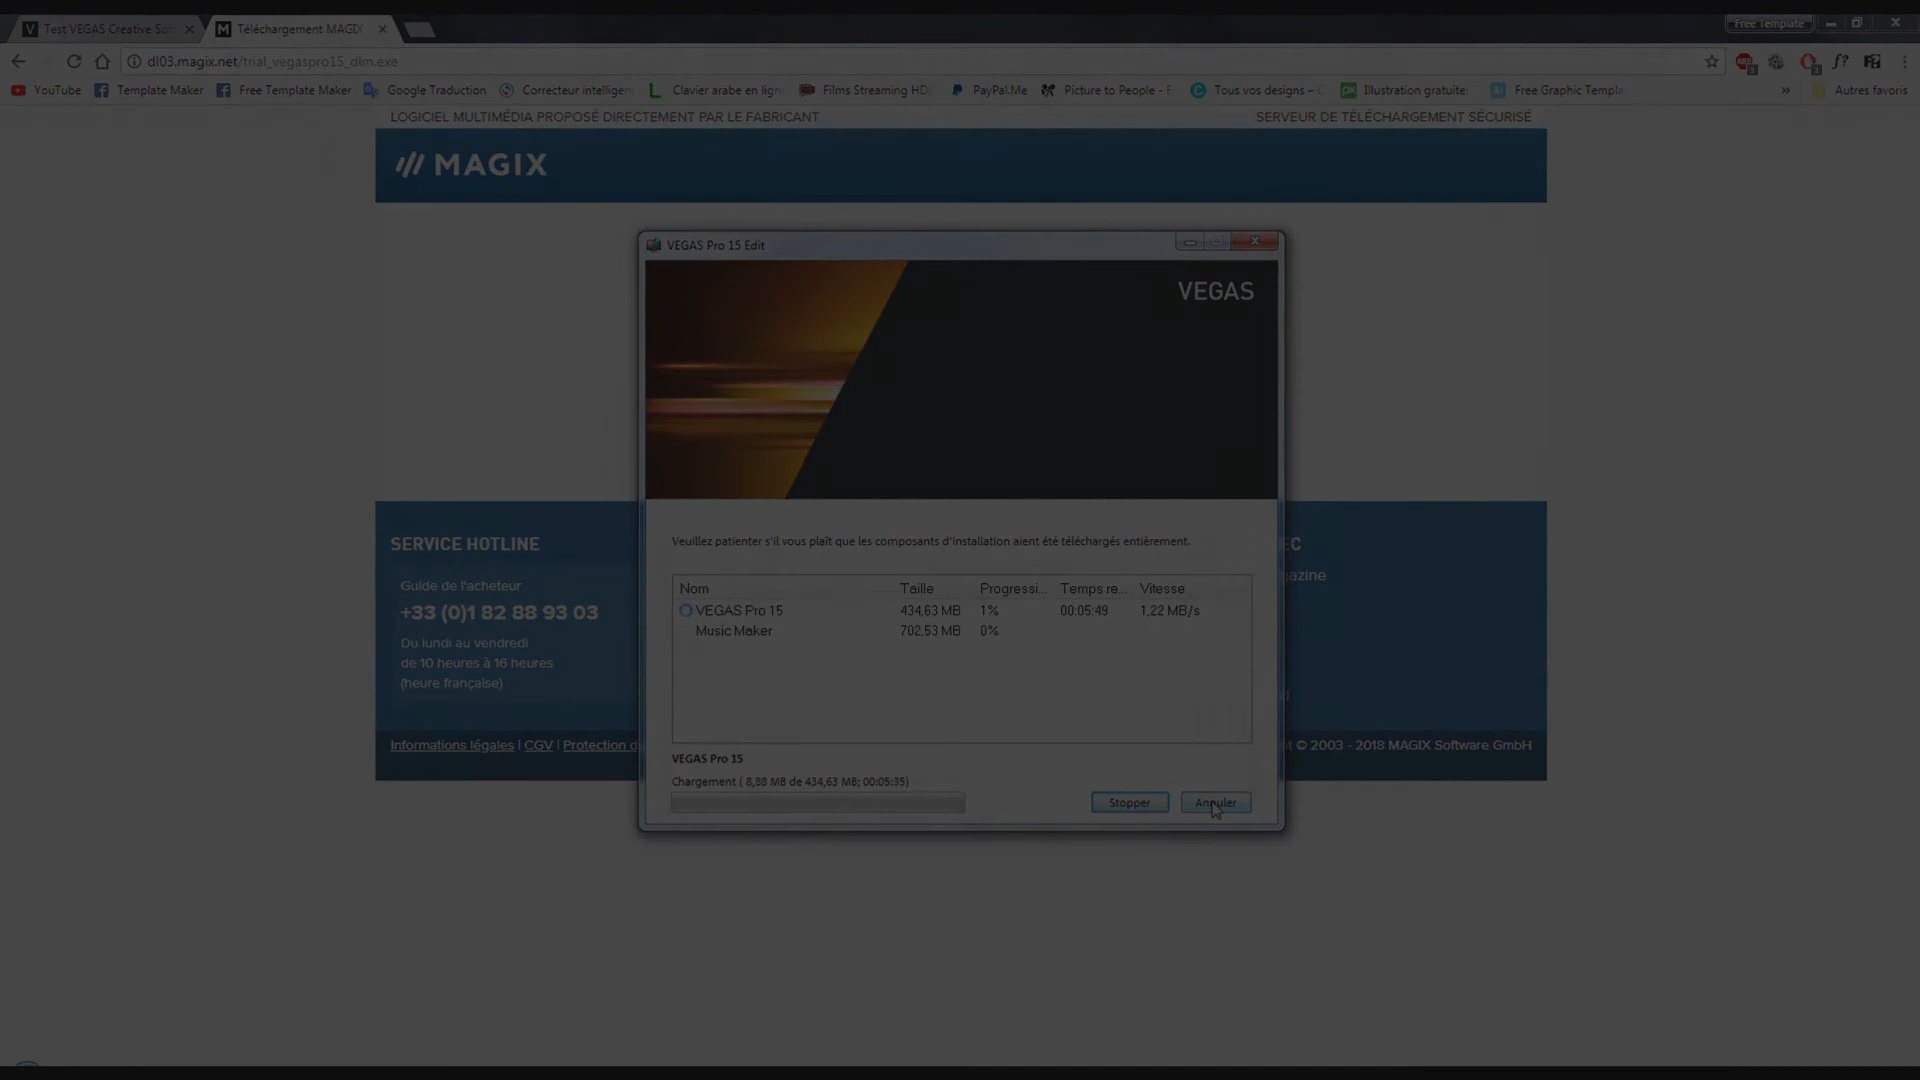 Test VEGAS Creative Sof
Téléchargement MAGIX
Free Template
dl03.magix.net/trial_vegaspro15_dlm.exe
YouTube
Template Maker
Free Template Maker
Google Traduction
Correcteur intelligen
Clavier arabe en lign
Films Streaming HD
PayPal.Me
Picture to People - F
Tous vos designs –
Illustration gratuite:
Free Graphic Templa
»
Autres favoris
LOGICIEL MULTIMÉDIA PROPOSÉ DIRECTEMENT PAR LE FABRICANT
SERVEUR DE TÉLÉCHARGEMENT SÉCURISÉ
MAGIX
VEGAS Pro 15 Edit
VEGAS
Veuillez patienter s'il vous plaît que les composants d'installation aient été téléchargés entièrement.
Nom Taille Progressi... Temps re... Vitesse
VEGAS Pro 15 434,63 MB 1% 00:05:49 1,22 MB/s
Music Maker 702,53 MB 0%
VEGAS Pro 15
Chargement ( 8,88 MB de 434,63 MB; 00:05:35)
Stopper
Annuler
SERVICE HOTLINE
Guide de l'acheteur
+33 (0)1 82 88 93 03
Du lundi au vendredi
de 10 heures à 16 heures
(heure française)
EC
gazine
Informations légales | CGV | Protection d
t © 2003 - 2018 MAGIX Software GmbH